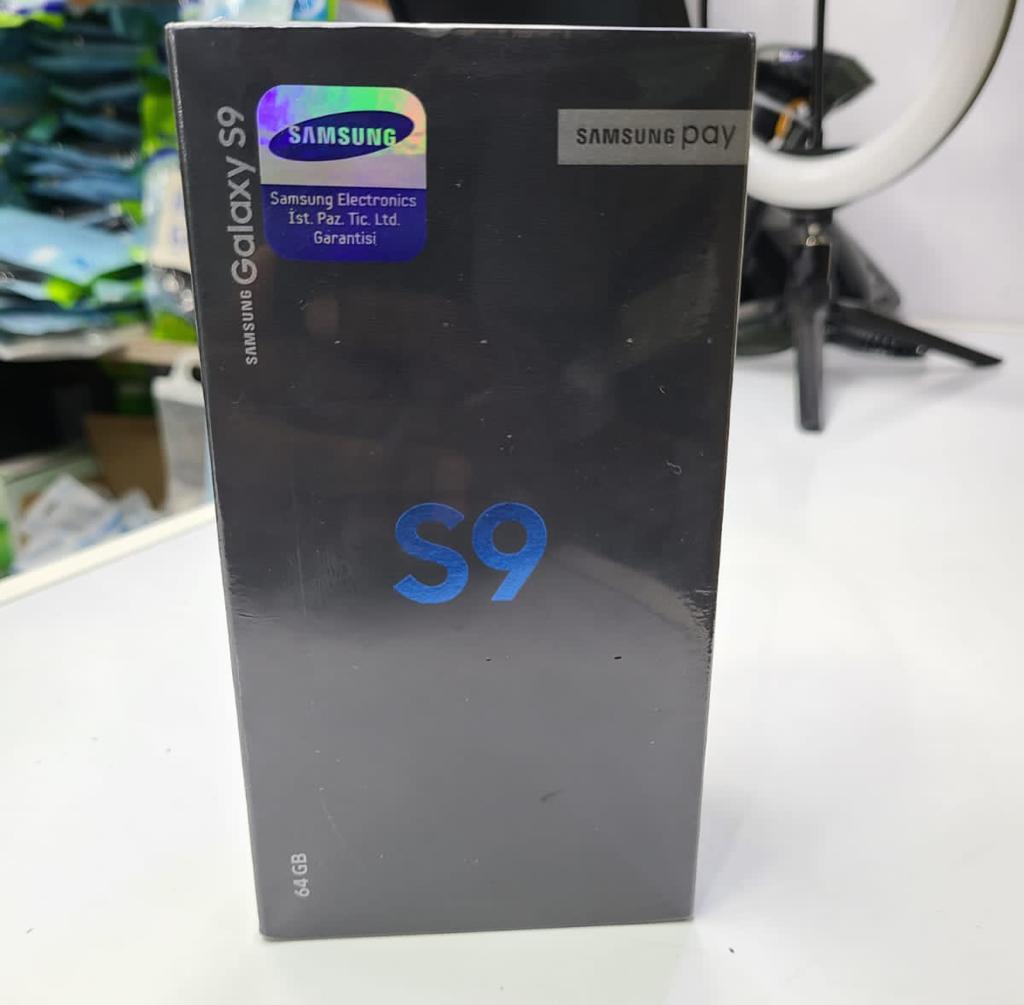 SAMSUNG Galaxy S9
SAMSUNG
Samsung Electronics
İst. Paz. Tic. Ltd.
Garantisi
SAMSUNG pay
S9
64 GB